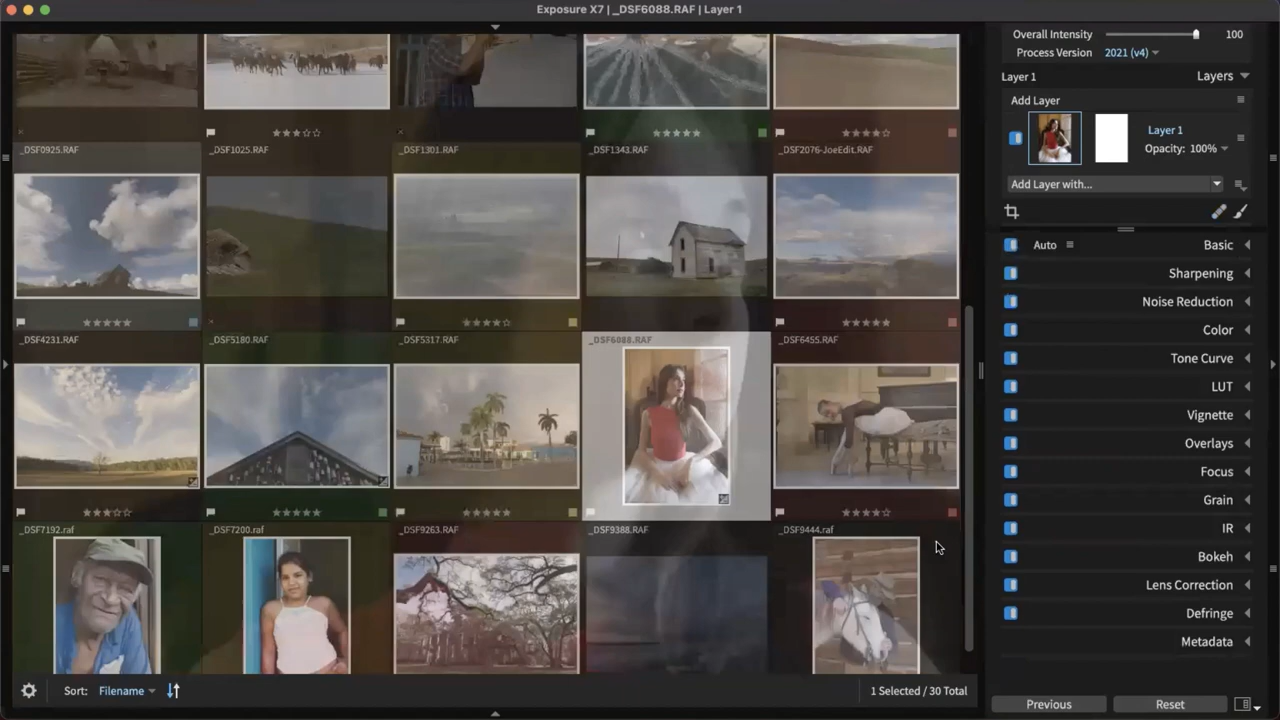 Exposure X7 | _DSF6088.RAF | Layer 1
Overall Intensity 100
Process Version 2021 (v4)
Layer 1 Layers
Add Layer
Layer 1
Opacity: 100%
Add Layer with...
Auto Basic
Sharpening
Noise Reduction
Color
Tone Curve
LUT
Vignette
Overlays
Focus
Grain
IR
Bokeh
Lens Correction
Defringe
Metadata
Previous Reset
_DSF0925.RAF _DSF1025.RAF _DSF1301.RAF _DSF1343.RAF _DSF2076-JoeEdit.RAF
_DSF4231.RAF _DSF5180.RAF _DSF5317.RAF _DSF6088.RAF _DSF6455.RAF
_DSF7192.raf _DSF7200.raf _DSF9263.RAF _DSF9388.RAF _DSF9444.raf
Sort: Filename 1 Selected / 30 Total